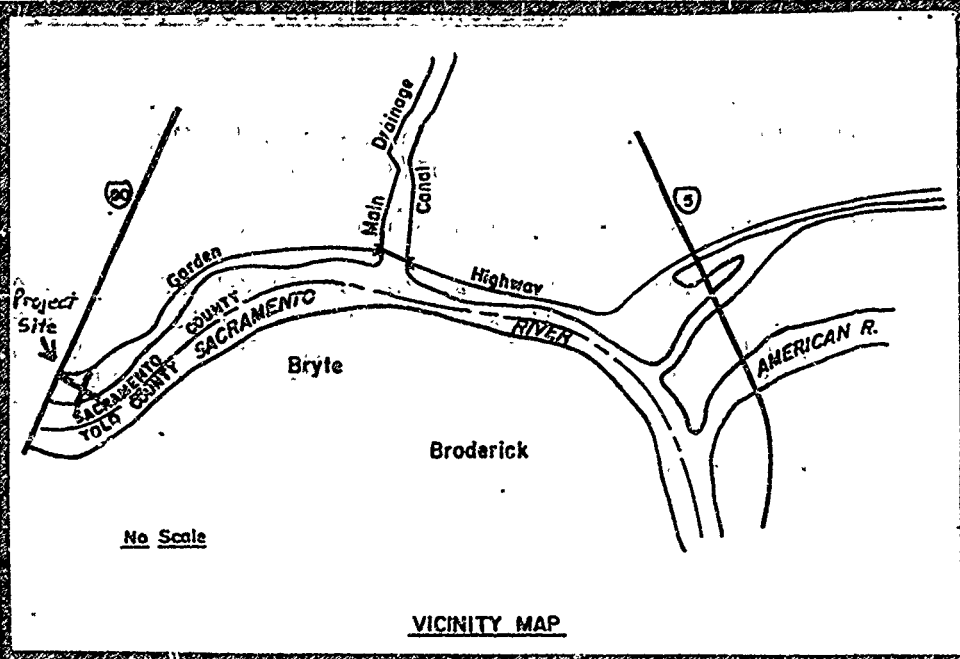 Drainage
Main
Canal
80
5
Garden
Highway
Project
Site
SACRAMENTO COUNTY
YOLO COUNTY
SACRAMENTO
RIVER
AMERICAN R.
Bryte
Broderick
No Scale
VICINITY MAP